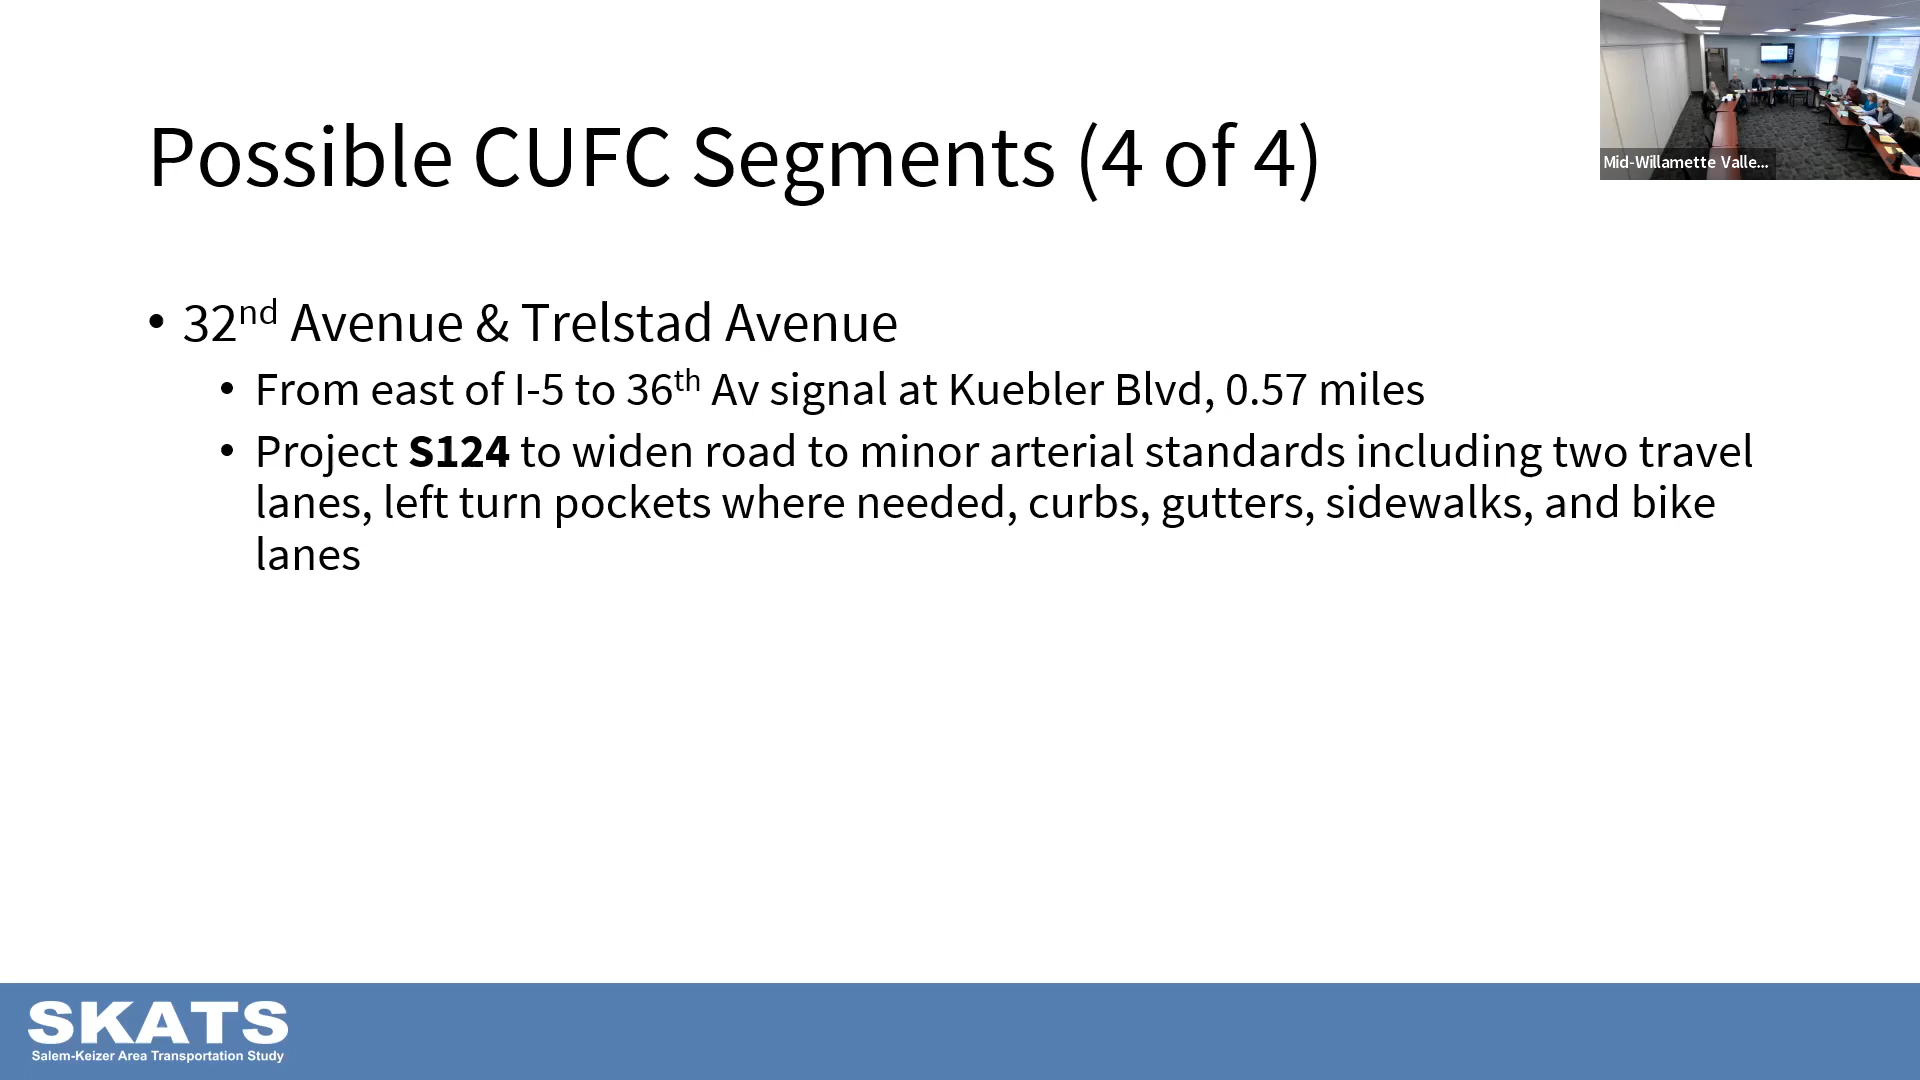 Possible CUFC Segments (4 of 4)
Mid-Willamette Valle...
• 32nd Avenue & Trelstad Avenue
• From east of I-5 to 36th Av signal at Kuebler Blvd, 0.57 miles
• Project S124 to widen road to minor arterial standards including two travel
lanes, left turn pockets where needed, curbs, gutters, sidewalks, and bike
lanes
SKATS
Salem-Keizer Area Transportation Study